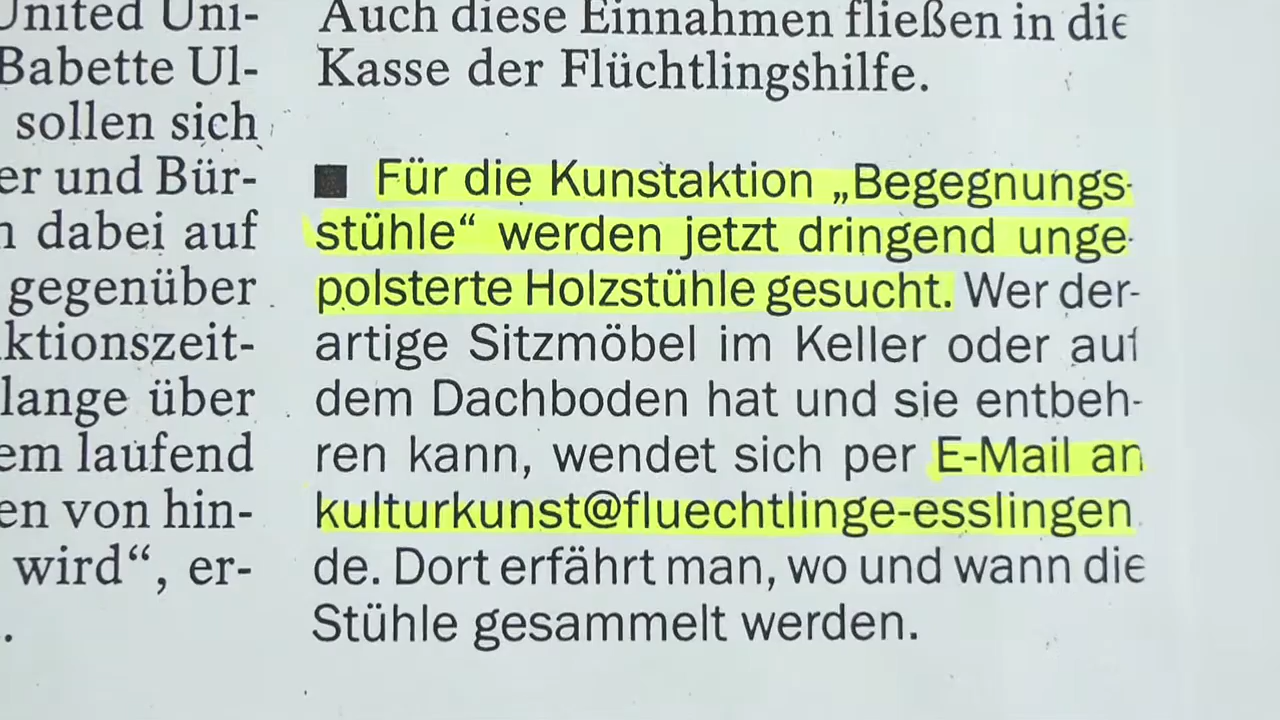 United Uni-
Babette Ul-
sollen sich
er und Bür-
dabei auf
gegenüber
ktionszeit-
lange über
em laufend
en von hin-
wird“, er-
.
Auch diese Einnahmen fließen in die
Kasse der Flüchtlingshilfe.
■ Für die Kunstaktion „Begegnungs-
stühle“ werden jetzt dringend unge-
polsterte Holzstühle gesucht. Wer der-
artige Sitzmöbel im Keller oder auf
dem Dachboden hat und sie entbeh-
ren kann, wendet sich per E-Mail an
kulturkunst@fluechtlinge-esslingen
de. Dort erfährt man, wo und wann die
Stühle gesammelt werden.